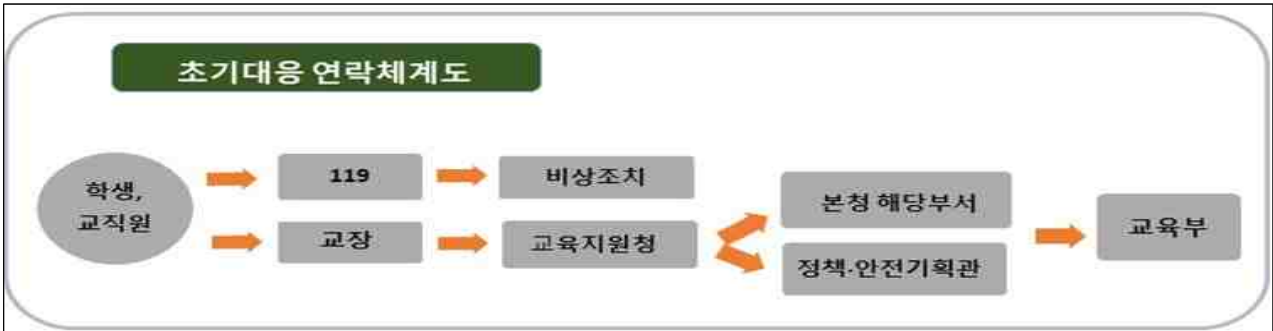 초기대응 연락체계도
학생,
교직원
119
비상조치
교장
교육지원청
본청 해당부서
정책·안전기획관
교육부